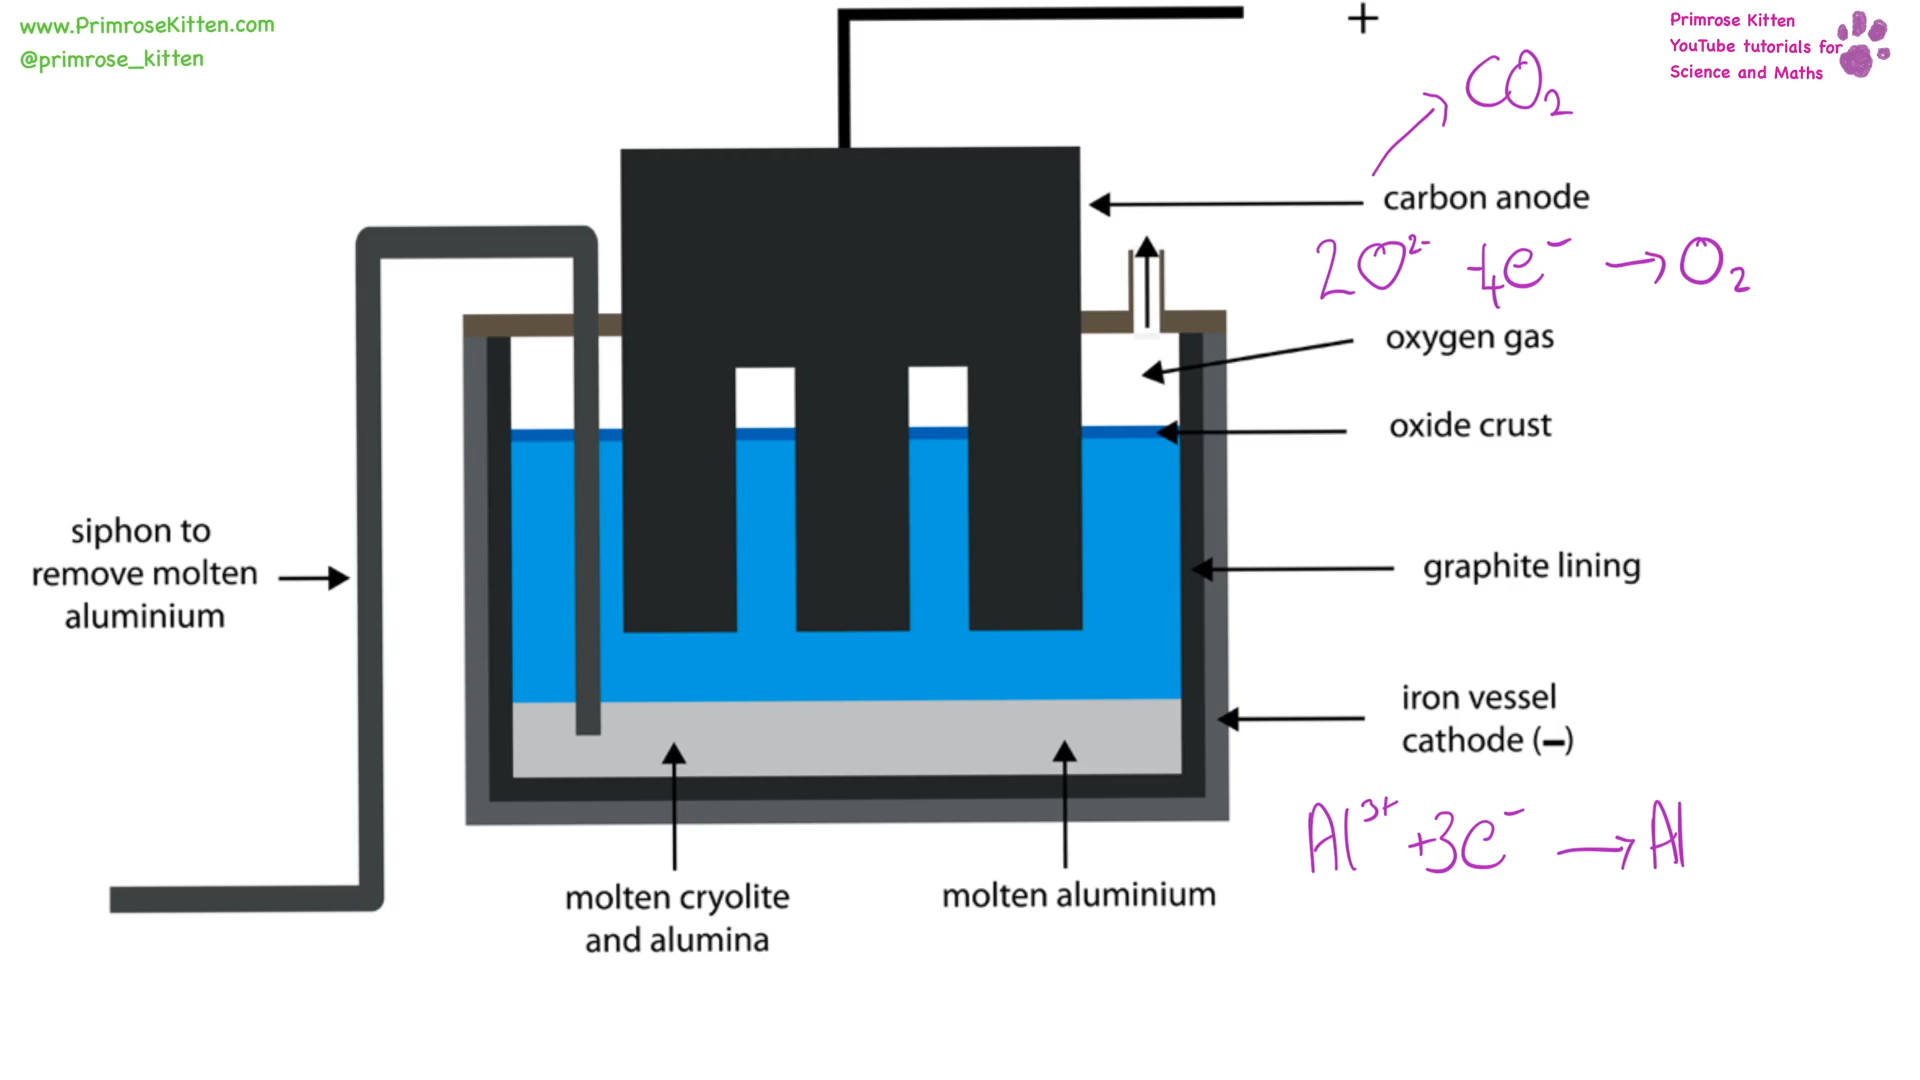 www.PrimroseKitten.com
@primrose_kitten
+
Primrose Kitten
YouTube tutorials for
Science and Maths
CO₂
carbon anode
2O²⁻ -4e⁻ → O₂
oxygen gas
oxide crust
siphon to
remove molten
aluminium
graphite lining
iron vessel
cathode (−)
Al³⁺ +3e⁻ → Al
molten cryolite
and alumina
molten aluminium